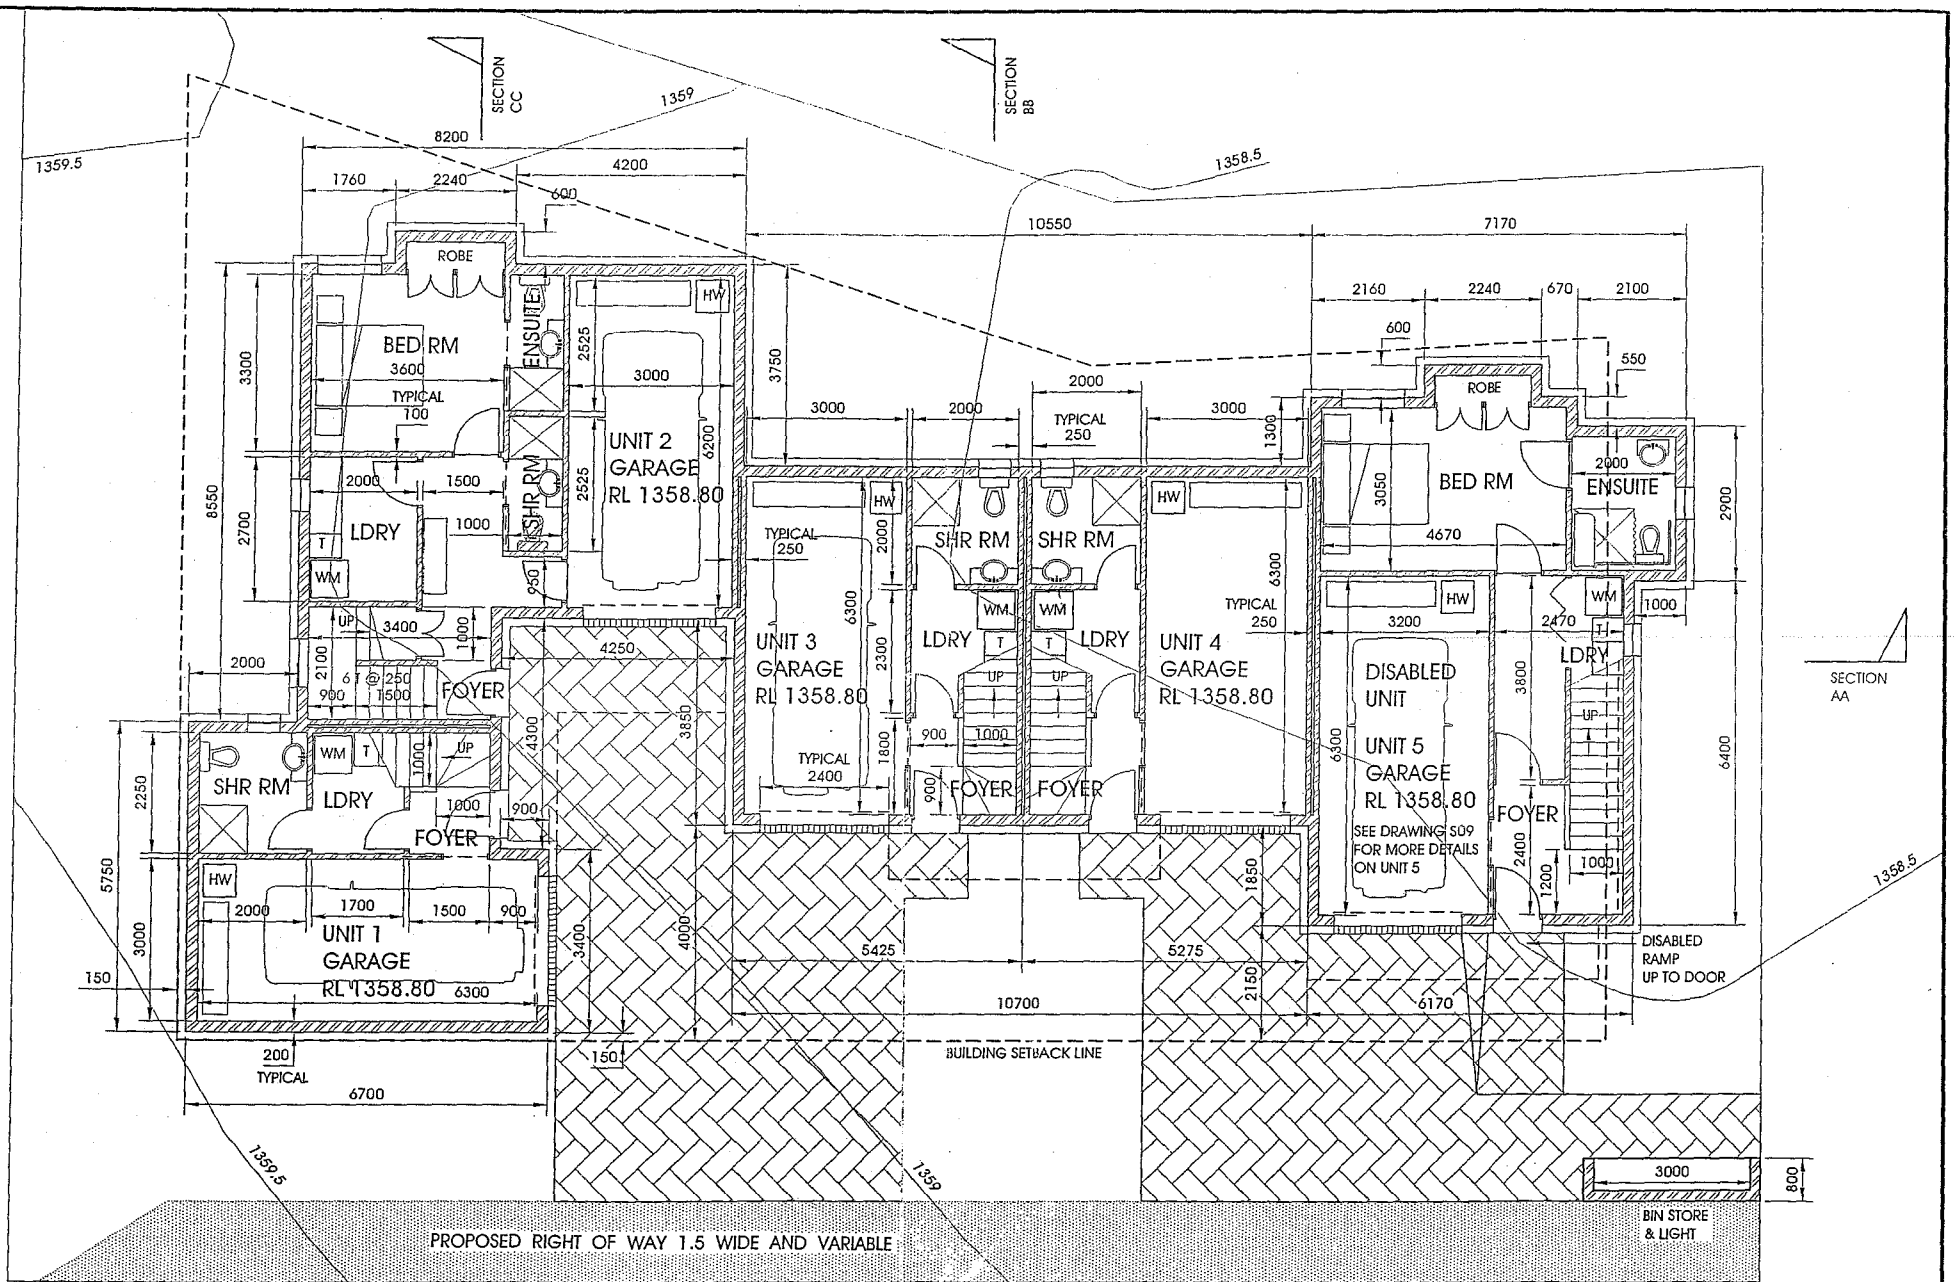 SECTION
CC
SECTION
BB
1359
1359.5
1358.5
8200
4200
1760
2240
600
10550
7170
2160
2240
670
2100
600
550
ROBE
HW
ENSUITE
BED RM
3600
TYPICAL
100
3300
2525
3000
3750
6200
UNIT 2
GARAGE
RL 1358.80
2525
SHR RM
2000
1500
1000
LDRY
T
WM
2700
8550
950
3000
2000
2000
TYPICAL
250
3000
1300
ROBE
BED RM
3050
4670
2000
ENSUITE
2900
HW
TYPICAL
250
2000
SHR RM
SHR RM
HW
6300
6300
TYPICAL
250
WM
WM
T
T
LDRY
LDRY
2300
UNIT 3
GARAGE
RL 1358.80
UNIT 4
GARAGE
RL 1358.80
UP
UP
900
1000
1800
TYPICAL
2400
900
FOYER
FOYER
HW
3200
2470
WM
T
LDRY
1000
3800
DISABLED
UNIT
UNIT 5
GARAGE
RL 1358.80
SEE DRAWING S09
FOR MORE DETAILS
ON UNIT 5
6300
UP
FOYER
2400
1200
1000
6400
SECTION
AA
1358.5
UP
3400
1000
2100
6 T @ 250
900
1500
FOYER
4250
4300
3850
2000
WM
T
UP
1000
SHR RM
LDRY
1000
900
FOYER
2250
5750
HW
2000
1700
1500
900
UNIT 1
GARAGE
RL 1358.80
6300
3000
150
3400
4000
200
TYPICAL
150
6700
5425
5275
10700
1850
2150
6170
DISABLED
RAMP
UP TO DOOR
BUILDING SETBACK LINE
1359.5
1359
3000
800
BIN STORE
& LIGHT
PROPOSED RIGHT OF WAY 1.5 WIDE AND VARIABLE